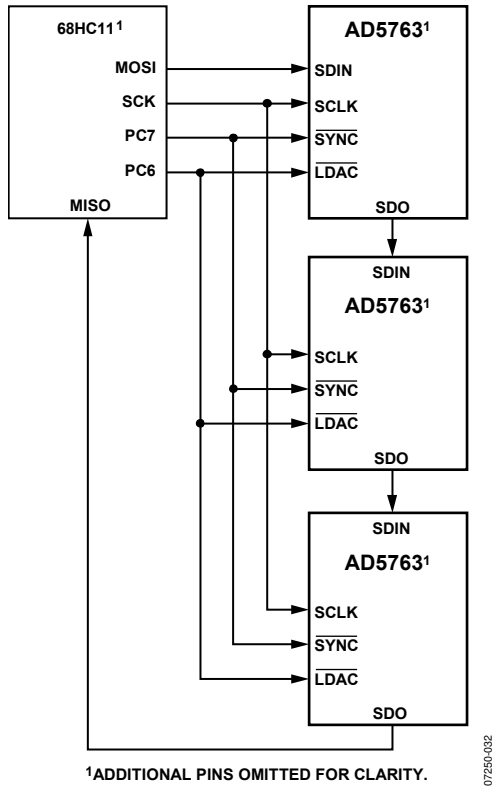 68HC11¹
MOSI
SCK
PC7
PC6
MISO
AD5763¹
SDIN
SCLK
SYNC
LDAC
SDO
SDIN
AD5763¹
SCLK
SYNC
LDAC
SDO
SDIN
AD5763¹
SCLK
SYNC
LDAC
SDO
¹ADDITIONAL PINS OMITTED FOR CLARITY.
07250-032